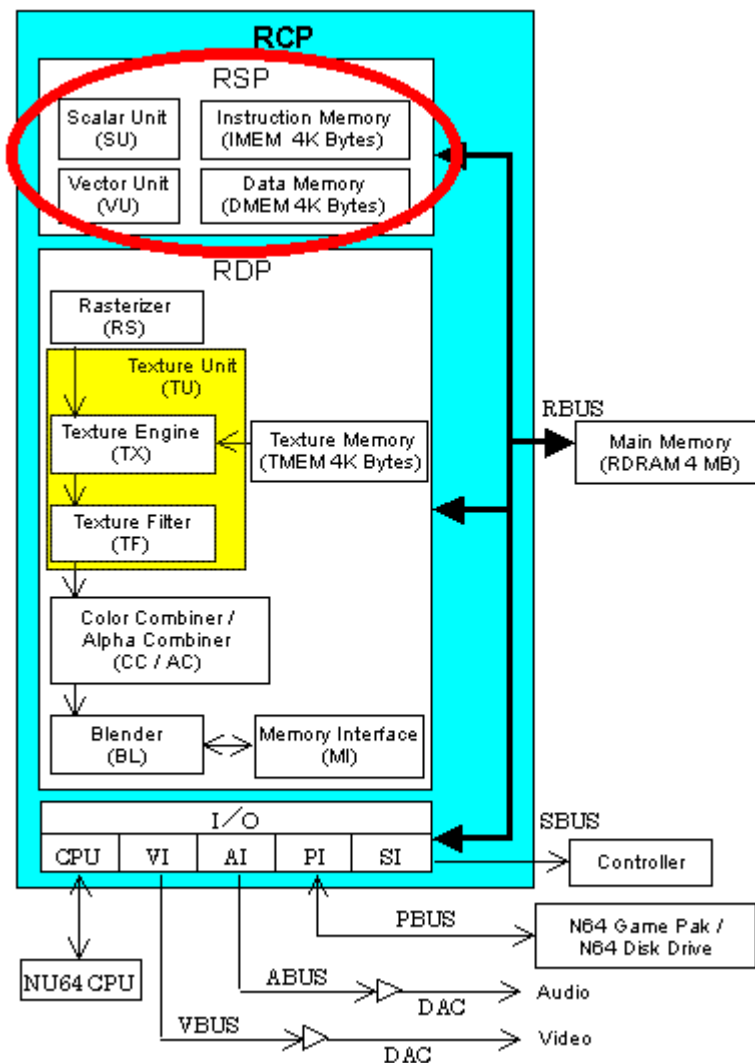 RCP
RSP
Scalar Unit
(SU)
Instruction Memory
(IMEM 4K Bytes)
Vector Unit
(VU)
Data Memory
(DMEM 4K Bytes)
RDP
Rasterizer
(RS)
Texture Unit
(TU)
Texture Engine
(TX)
Texture Memory
(TMEM 4K Bytes)
Texture Filter
(TF)
Color Combiner /
Alpha Combiner
(CC / AC)
Blender
(BL)
Memory Interface
(MI)
RBUS
Main Memory
(RDRAM 4 MB)
I/O
CPU
VI
AI
PI
SI
SBUS
Controller
PBUS
N64 Game Pak /
N64 Disk Drive
NU64 CPU
ABUS
DAC
Audio
VBUS
DAC
Video